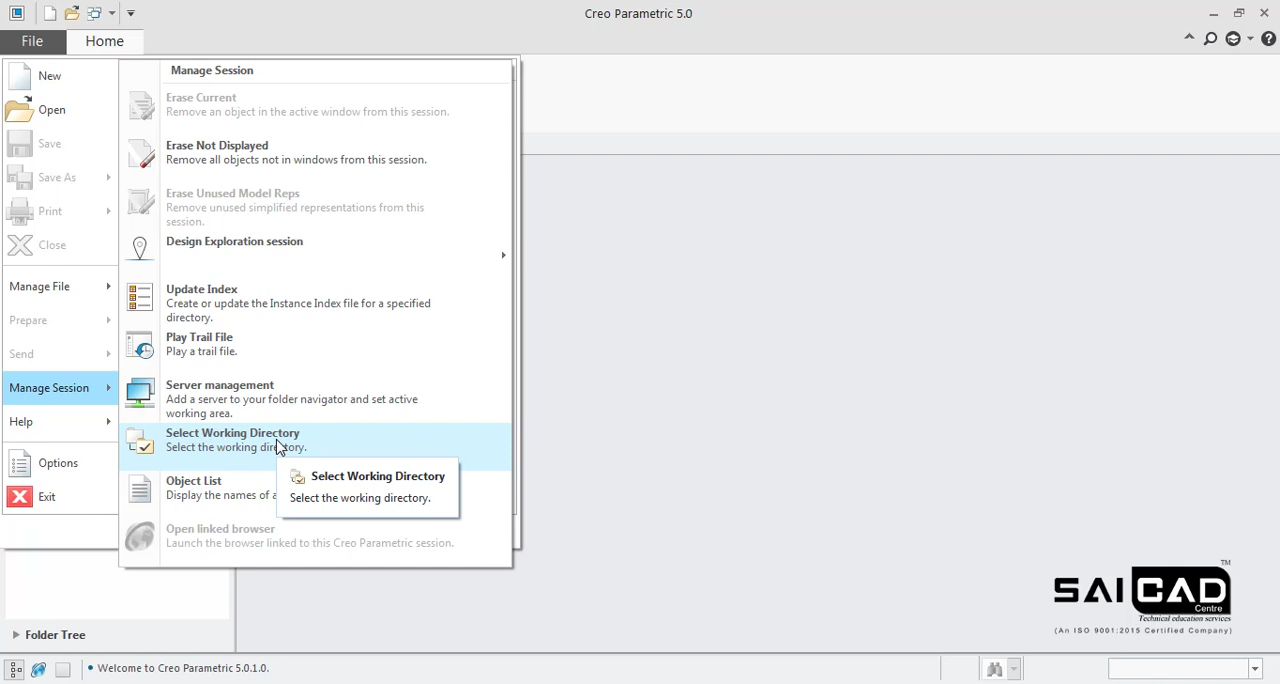 Creo Parametric 5.0
File
Home
New
Open
Save
Save As
Print
Close
Manage File
Prepare
Send
Manage Session
Help
Options
Exit
Manage Session
Erase Current
Remove an object in the active window from this session.
Erase Not Displayed
Remove all objects not in windows from this session.
Erase Unused Model Reps
Remove unused simplified representations from this
session.
Design Exploration session
Update Index
Create or update the Instance Index file for a specified
directory.
Play Trail File
Play a trail file.
Server management
Add a server to your folder navigator and set active
working area.
Select Working Directory
Select the working directory.
Select Working Directory
Select the working directory.
Object List
Display the names of
Open linked browser
Launch the browser linked to this Creo Parametric session.
Folder Tree
SAICAD
TM
Centre
Technical education services
(An ISO 9001:2015 Certified Company)
Welcome to Creo Parametric 5.0.1.0.